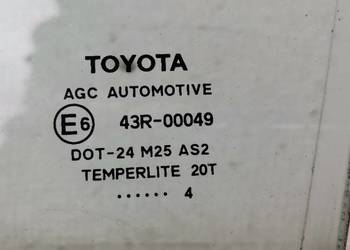 TOYOTA
AGC AUTOMOTIVE
E6 43R-00049
DOT-24 M25 AS2
TEMPERLITE 20T
...... 4